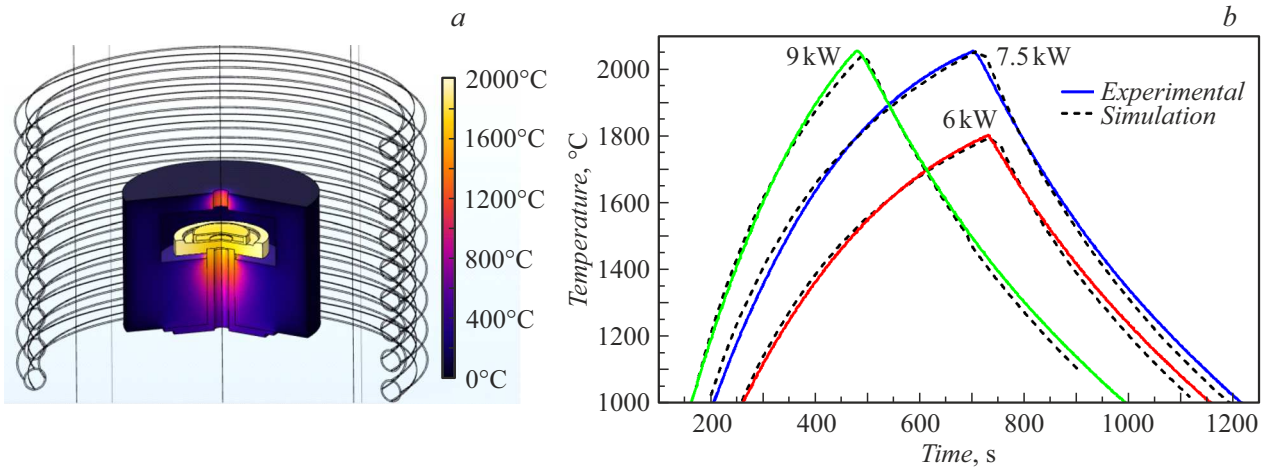 a
2000°C
1600°C
1200°C
800°C
400°C
0°C
b
9 kW
7.5 kW
6 kW
Experimental
Simulation
Temperature, °C
2000
1800
1600
1400
1200
1000
200
400
600
800
1000
1200
Time, s